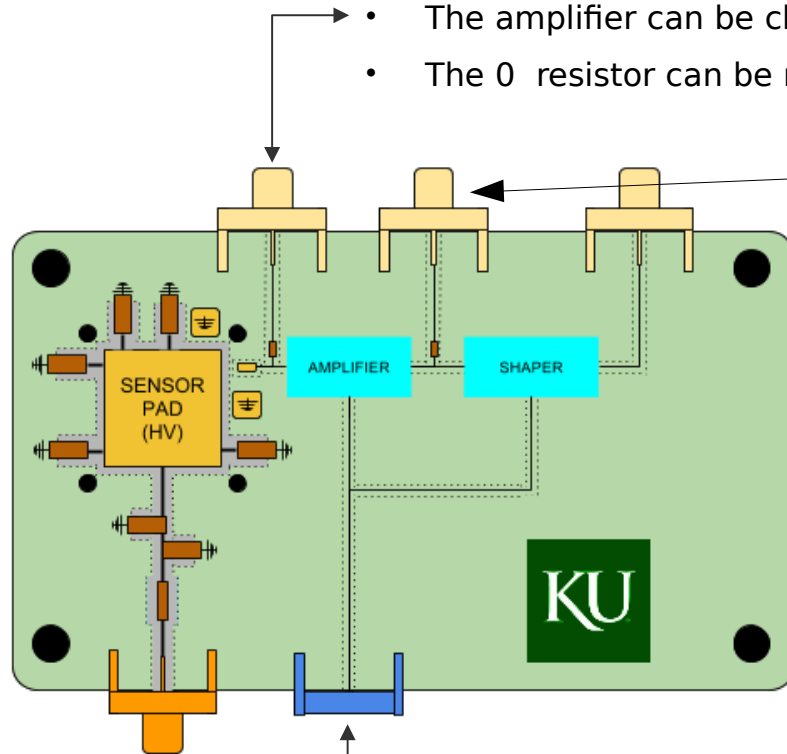 • The amplifier can be
• The 0 resistor can be
SENSOR
PAD
(HV)
AMPLIFIER
SHAPER
KU